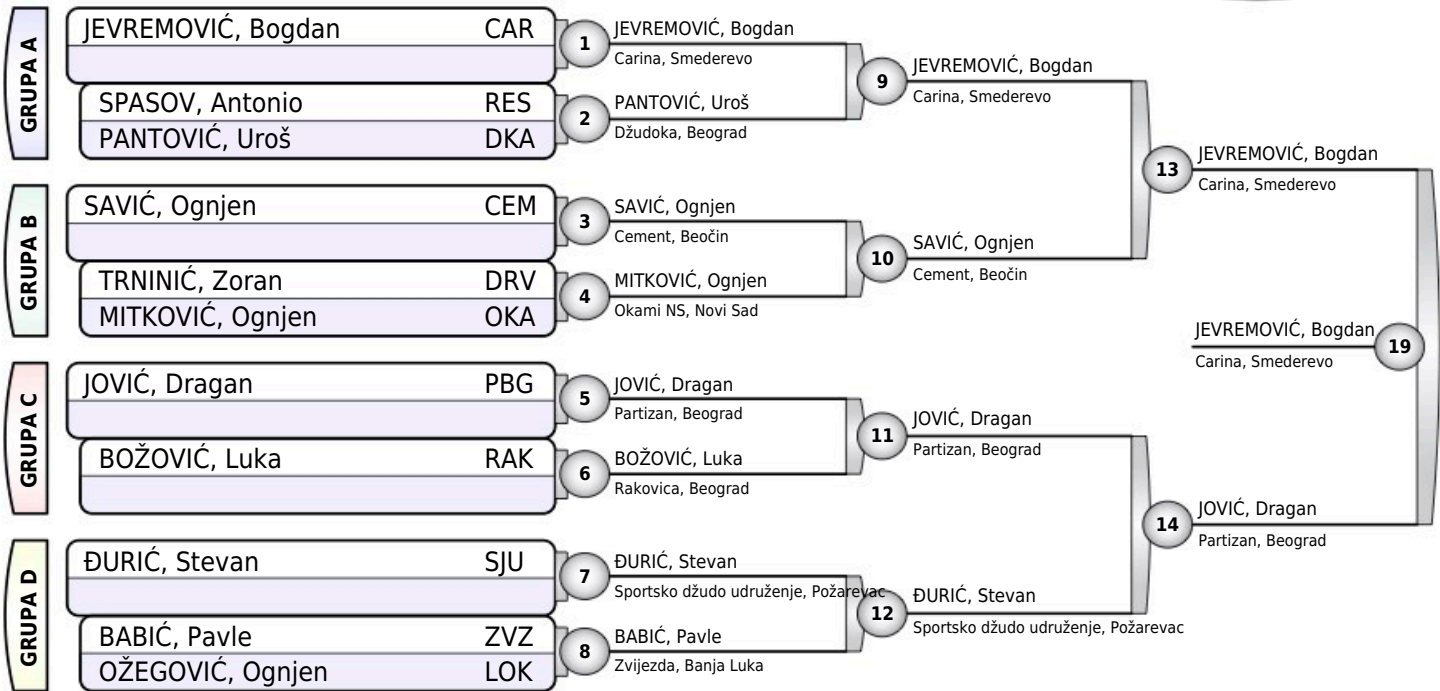 GRUPA A
JEVREMOVIĆ, Bogdan CAR
SPASOV, Antonio RES
PANTOVIĆ, Uroš DKA
1
JEVREMOVIĆ, Bogdan
Carina, Smederevo
2
PANTOVIĆ, Uroš
Džudoka, Beograd
9
JEVREMOVIĆ, Bogdan
Carina, Smederevo
GRUPA B
SAVIĆ, Ognjen CEM
TRNINIĆ, Zoran DRV
MITKOVIĆ, Ognjen OKA
3
SAVIĆ, Ognjen
Cement, Beočin
4
MITKOVIĆ, Ognjen
Okami NS, Novi Sad
10
SAVIĆ, Ognjen
Cement, Beočin
13
JEVREMOVIĆ, Bogdan
Carina, Smederevo
GRUPA C
JOVIĆ, Dragan PBG
BOŽOVIĆ, Luka RAK
5
JOVIĆ, Dragan
Partizan, Beograd
6
BOŽOVIĆ, Luka
Rakovica, Beograd
11
JOVIĆ, Dragan
Partizan, Beograd
GRUPA D
ĐURIĆ, Stevan SJU
BABIĆ, Pavle ZVZ
OŽEGOVIĆ, Ognjen LOK
7
ĐURIĆ, Stevan
Sportsko džudo udruženje, Požarevac
8
BABIĆ, Pavle
Zvijezda, Banja Luka
12
ĐURIĆ, Stevan
Sportsko džudo udruženje, Požarevac
14
JOVIĆ, Dragan
Partizan, Beograd
JEVREMOVIĆ, Bogdan
Carina, Smederevo
19